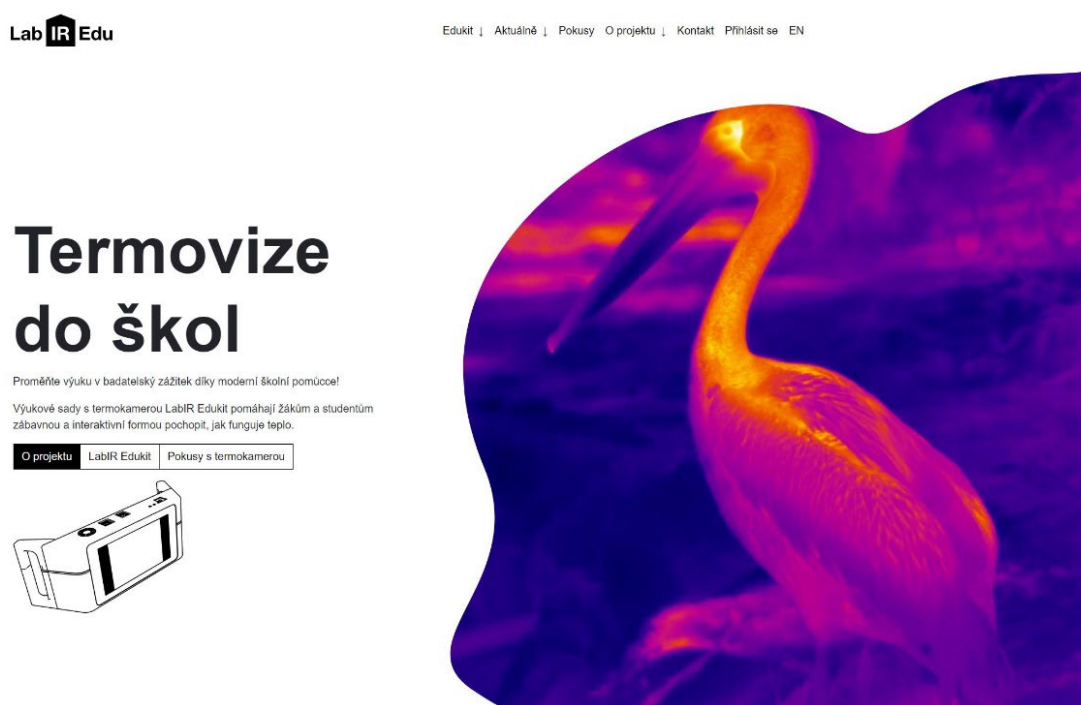 Lab IR Edu
Edukit ↓ Aktuálně ↓ Pokusy O projektu ↓ Kontakt Přihlásit se EN
Termovize
do škol
Proměňte výuku v badatelský zážitek díky moderní školní pomůcce!
Výukové sady s termokamerou LabIR Edukit pomáhají žákům a studentům
zábavnou a interaktivní formou pochopit, jak funguje teplo.
O projektu LabIR Edukit Pokusy s termokamerou